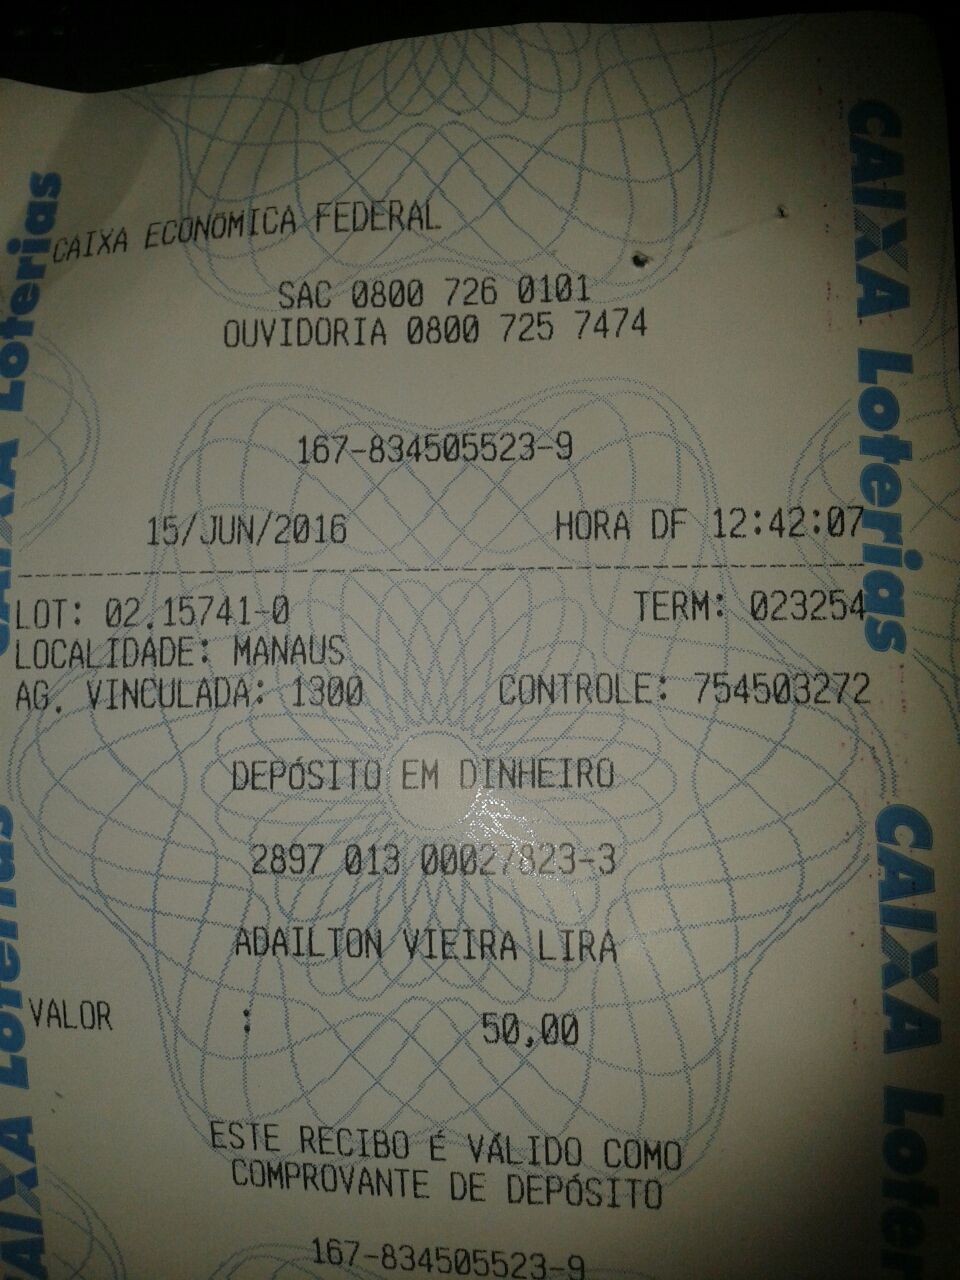 CAIXA ECONOMICA FEDERAL
SAC 0800 726 0101
OUVIDORIA 0800 725 7474
167-834505523-9
15/JUN/2016 HORA DF 12:42:07
LOT: 02.15741-0 TERM: 023254
LOCALIDADE: MANAUS
AG. VINCULADA: 1300 CONTROLE: 754503272
DEPÓSITO EM DINHEIRO
2897 013 00027823-3
ADAILTON VIEIRA LIRA
VALOR : 50,00
ESTE RECIBO É VÁLIDO COMO
COMPROVANTE DE DEPÓSITO
167-834505523-9
CAIXA Loterias
CAIXA Loterias
CAIXA Loterias
CAIXA Loterias